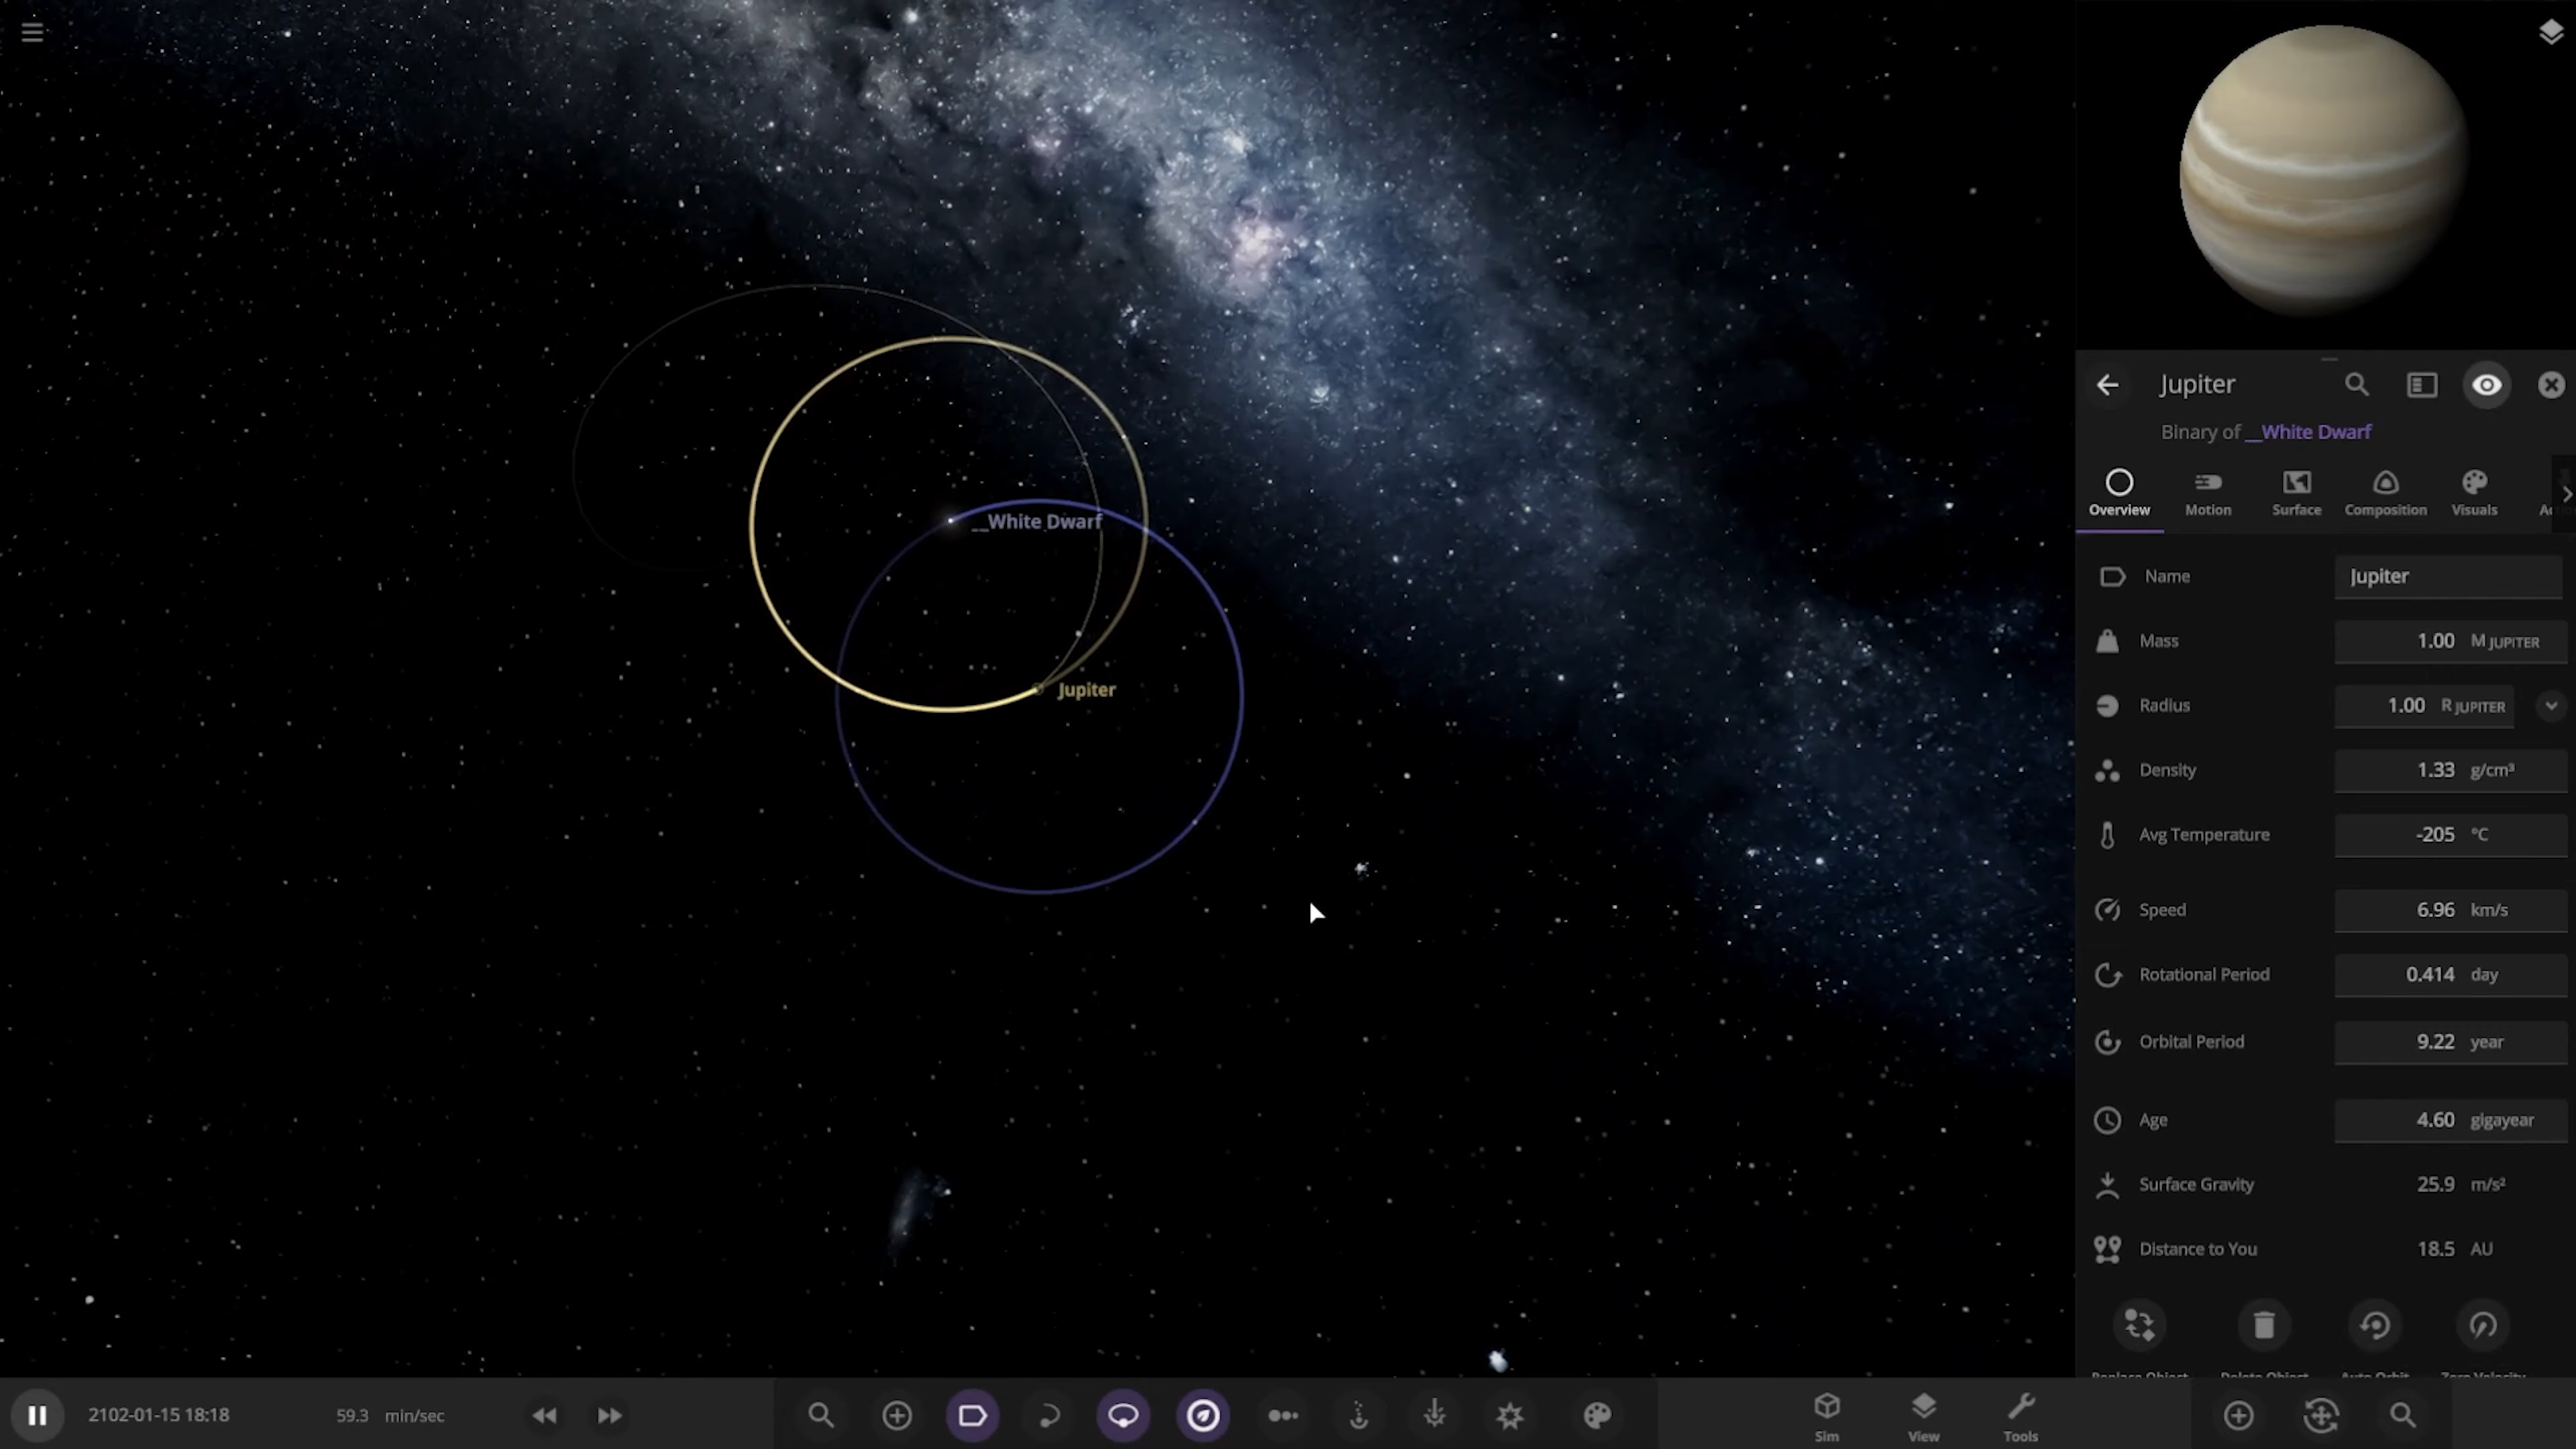 __White Dwarf
Jupiter
Jupiter
Binary of __White Dwarf
Overview
Motion
Surface
Composition
Visuals
Name Jupiter
Mass 1.00 M JUPITER
Radius 1.00 R JUPITER
Density 1.33 g/cm³
Avg Temperature -205 °C
Speed 6.96 km/s
Rotational Period 0.414 day
Orbital Period 9.22 year
Age 4.60 gigayear
Surface Gravity 25.9 m/s²
Distance to You 18.5 AU
2102-01-15 18:18 59.3 min/sec
Sim
View
Tools